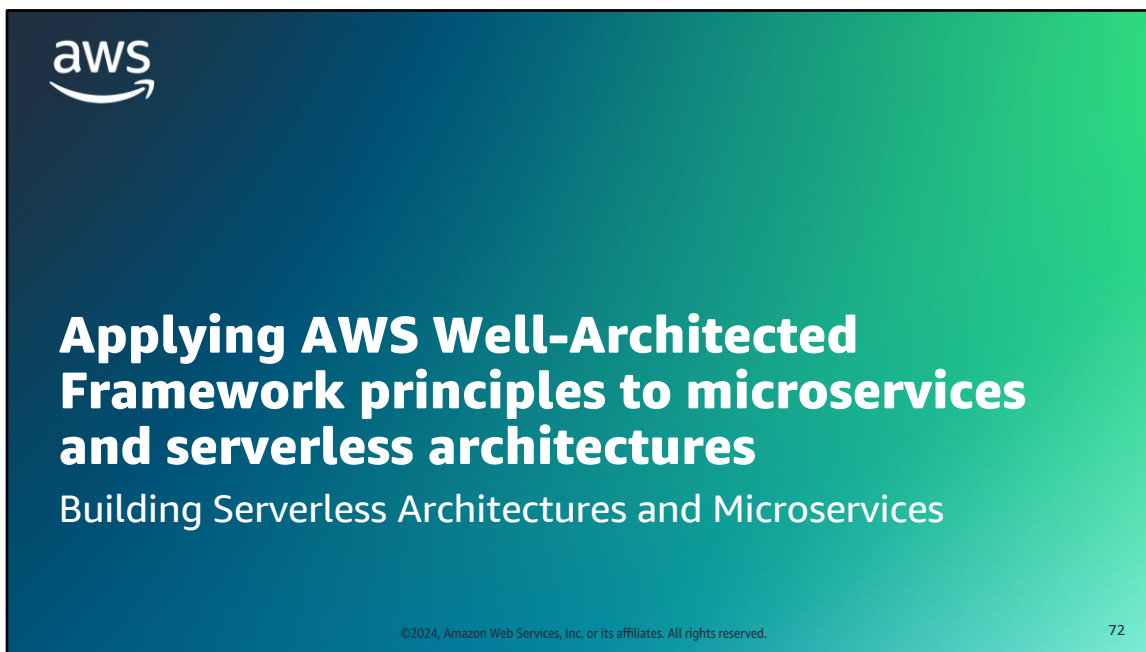 aws
Applying AWS Well-Architected
Framework principles to microservices
and serverless architectures
Building Serverless Architectures and Microservices
©2024, Amazon Web Services, Inc. or its affiliates. All rights reserved.
72